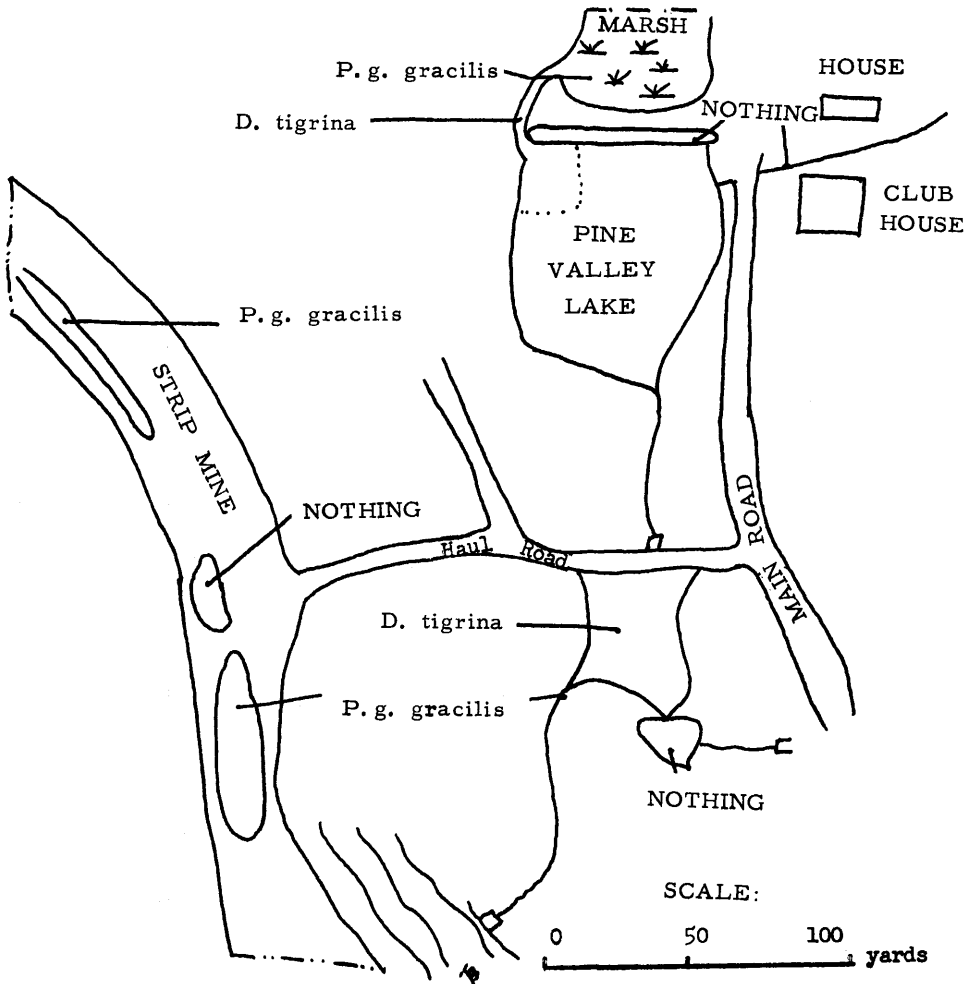 MARSH
P.g. gracilis
HOUSE
D. tigrina
NOTHING
CLUB
HOUSE
PINE
VALLEY
LAKE
P.g. gracilis
STRIP MINE
NOTHING
Haul Road
MAIN ROAD
D. tigrina
P.g. gracilis
NOTHING
SCALE:
0 50 100
yards